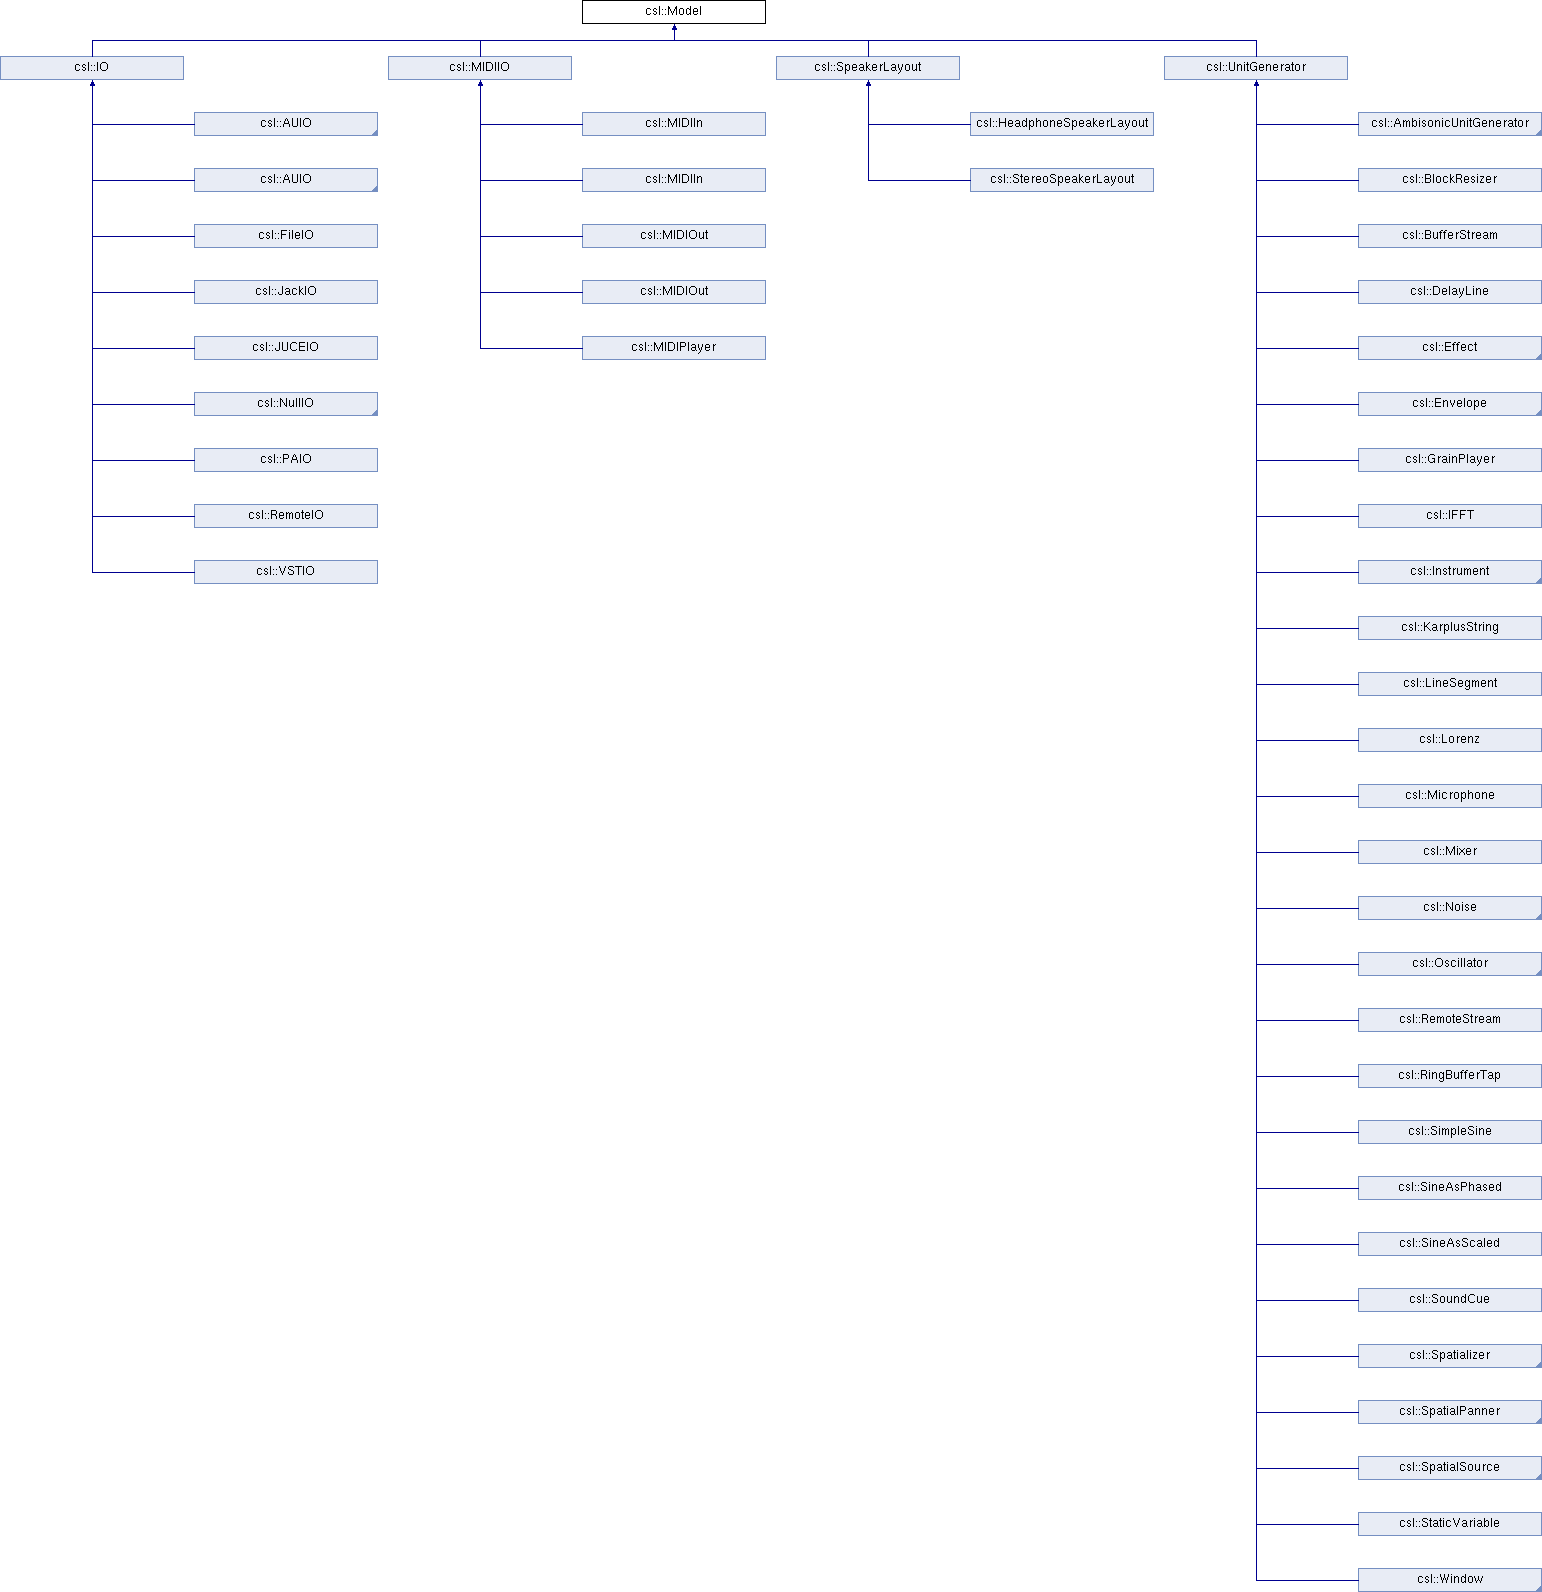 csl::Model
csl::IO
csl::MIDIIO
csl::SpeakerLayout
csl::UnitGenerator
csl::AUIO
csl::AUIO
csl::FileIO
csl::JackIO
csl::JUCEIO
csl::NullIO
csl::PAIO
csl::RemoteIO
csl::VSTIO
csl::MIDIIn
csl::MIDIIn
csl::MIDIOut
csl::MIDIOut
csl::MIDIPlayer
csl::HeadphoneSpeakerLayout
csl::StereoSpeakerLayout
csl::AmbisonicUnitGenerator
csl::BlockResizer
csl::BufferStream
csl::DelayLine
csl::Effect
csl::Envelope
csl::GrainPlayer
csl::IFFT
csl::Instrument
csl::KarplusString
csl::LineSegment
csl::Lorenz
csl::Microphone
csl::Mixer
csl::Noise
csl::Oscillator
csl::RemoteStream
csl::RingBufferTap
csl::SimpleSine
csl::SineAsPhased
csl::SineAsScaled
csl::SoundCue
csl::Spatializer
csl::SpatialPanner
csl::SpatialSource
csl::StaticVariable
csl::Window